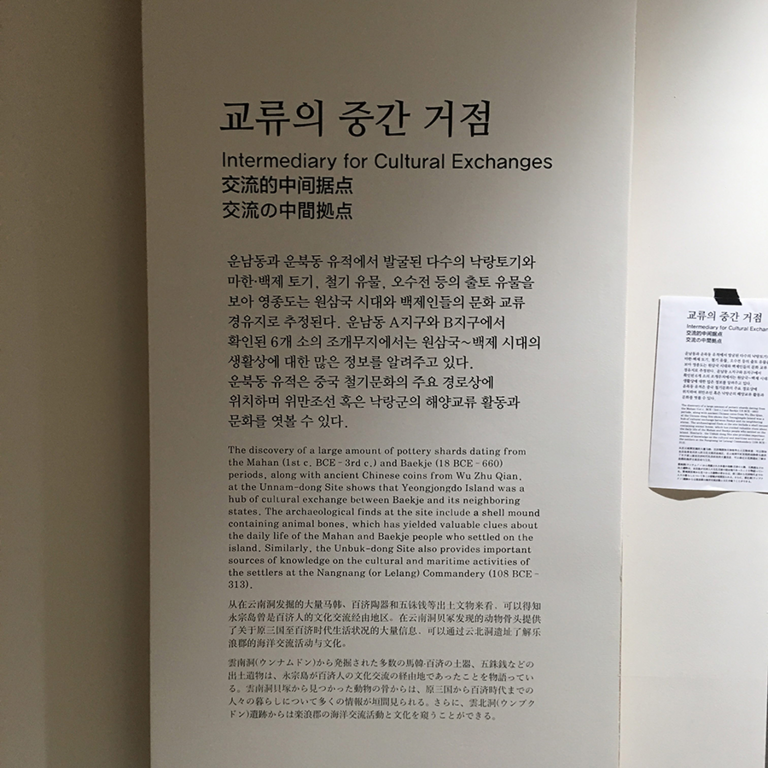 교류의 중간 거점
Intermediary for Cultural Exchanges
交流的中间据点
交流の中間拠点
운남동과 운북동 유적에서 발굴된 다수의 낙랑토기와
마한·백제 토기, 철기 유물, 오수전 등의 출토 유물을
보아 영종도는 원삼국 시대와 백제인들의 문화 교류
경유지로 추정된다. 운남동 A지구와 B지구에서
확인된 6개 소의 조개무지에서는 원삼국~백제 시대의
생활상에 대한 많은 정보를 알려주고 있다.
운북동 유적은 중국 철기문화의 주요 경로상에
위치하며 위만조선 혹은 낙랑군의 해양교류 활동과
문화를 엿볼 수 있다.
The discovery of a large amount of pottery shards dating from
the Mahan (1st c. BCE - 3rd c.) and Baekje (18 BCE - 660)
periods, along with ancient Chinese coins from Wu Zhu Qian,
at the Unnam-dong Site shows that Yeongjongdo Island was a
hub of cultural exchange between Baekje and its neighboring
states. The archaeological finds at the site include a shell mound
containing animal bones, which has yielded valuable clues about
the daily life of the Mahan and Baekje people who settled on the
island. Similarly, the Unbuk-dong Site also provides important
sources of knowledge on the cultural and maritime activities of
the settlers at the Nangnang (or Lelang) Commandery (108 BCE -
313).
从在云南洞发掘的大量马韩、百济陶器和五铢钱等出土文物来看，可以得知
永宗岛曾是百济人的文化交流经由地区。在云南洞贝冢发现的动物骨头提供
了关于原三国至百济时代生活状况的大量信息，可以通过云北洞遗址了解乐
浪郡的海洋交流活动与文化。
雲南洞(ウンナムドン)から発掘された多数の馬韓·百済の土器、五銖銭などの
出土遺物は、永宗島が百済人の文化交流の経由地であったことを物語ってい
る。雲南洞貝塚から見つかった動物の骨からは、原三国から百済時代までの
人々の暮らしについて多くの情報が垣間見られる。さらに、雲北洞(ウンブク
ドン)遺跡からは楽浪郡の海洋交流活動と文化を窺うことができる。
교류의 중간 거점
Intermediary for Cultural Exchan
交流的中间据点
交流の中間拠点